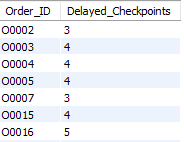 Order_ID Delayed_Checkpoints
O0002 3
O0003 4
O0004 4
O0005 4
O0007 3
O0015 4
O0016 5